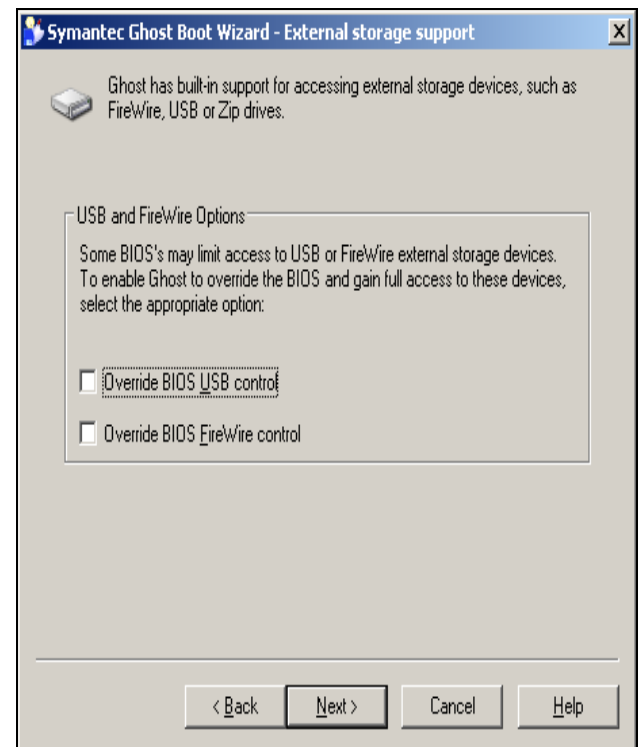 Symantec Ghost Boot Wizard - External storage support
Ghost has built-in support for accessing external storage devices, such as
FireWire, USB or Zip drives.
USB and FireWire Options
Some BIOS's may limit access to USB or FireWire external storage devices.
To enable Ghost to override the BIOS and gain full access to these devices,
select the appropriate option:
Override BIOS USB control
Override BIOS FireWire control
< Back Next > Cancel Help